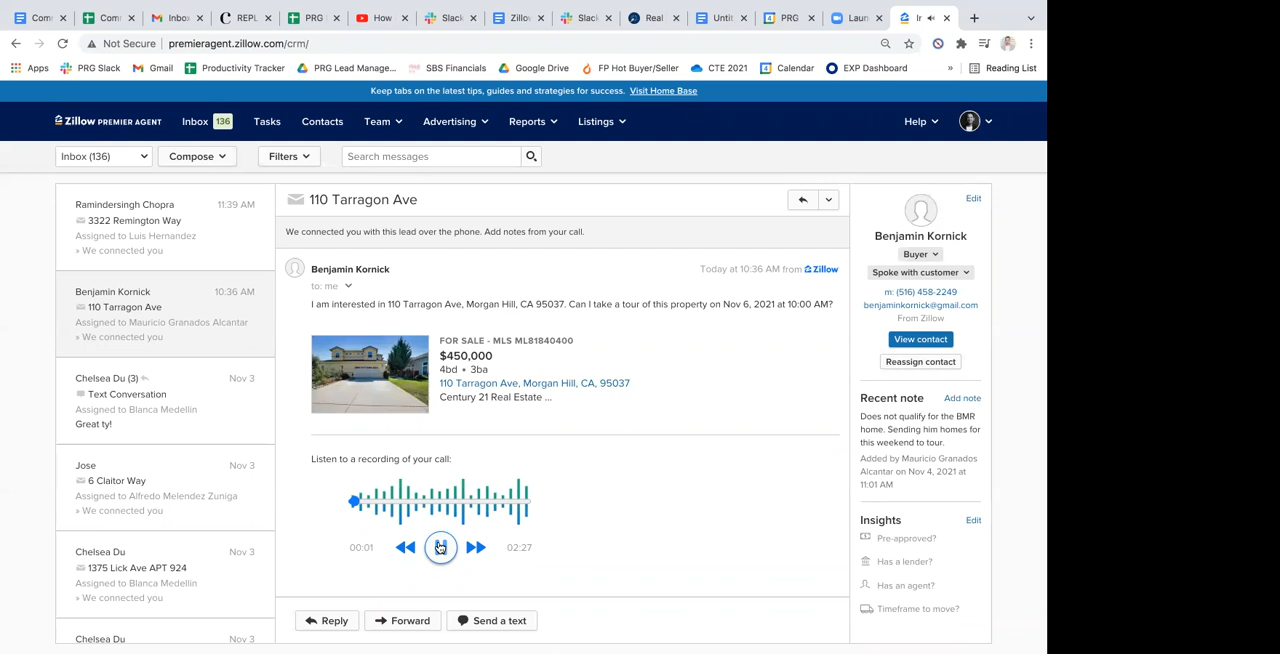 Com
Comr
Inbox
REPL
PRG
How
Slack
Zillov
Slac
Real
Untit
PRG
Laun
Ir
Not Secure
premieragent.zillow.com/crm/
Apps
PRG Slack
Gmail
Productivity Tracker
PRG Lead Manage...
SBS Financials
Google Drive
FP Hot Buyer/Seller
CTE 2021
Calendar
EXP Dashboard
»
Reading List
Keep tabs on the latest tips, guides and strategies for success. Visit Home Base
Zillow PREMIER AGENT
Inbox 136
Tasks
Contacts
Team
Advertising
Reports
Listings
Help
Inbox (136)
Compose
Filters
Search messages
Ramindersingh Chopra 11:39 AM
3322 Remington Way
Assigned to Luis Hernandez
» We connected you
Benjamin Kornick 10:36 AM
110 Tarragon Ave
Assigned to Mauricio Granados Alcantar
» We connected you
Chelsea Du (3) Nov 3
Text Conversation
Assigned to Blanca Medellin
Great ty!
Jose Nov 3
6 Claitor Way
Assigned to Alfredo Melendez Zuniga
» We connected you
Chelsea Du Nov 3
1375 Lick Ave APT 924
Assigned to Blanca Medellin
» We connected you
Chelsea Du Nov 3
110 Tarragon Ave
We connected you with this lead over the phone. Add notes from your call.
Benjamin Kornick Today at 10:36 AM from Zillow
to: me
I am interested in 110 Tarragon Ave, Morgan Hill, CA 95037. Can I take a tour of this property on Nov 6, 2021 at 10:00 AM?
FOR SALE - MLS ML81840400
$450,000
4bd • 3ba
110 Tarragon Ave, Morgan Hill, CA, 95037
Century 21 Real Estate ...
Listen to a recording of your call:
00:01 02:27
Reply
Forward
Send a text
Edit
Benjamin Kornick
Buyer
Spoke with customer
m: (516) 458-2249
benjaminkornick@gmail.com
From Zillow
View contact
Reassign contact
Recent note Add note
Does not qualify for the BMR
home. Sending him homes for
this weekend to tour.
Added by Mauricio Granados
Alcantar on Nov 4, 2021 at
11:01 AM
Insights Edit
Pre-approved?
Has a lender?
Has an agent?
Timeframe to move?